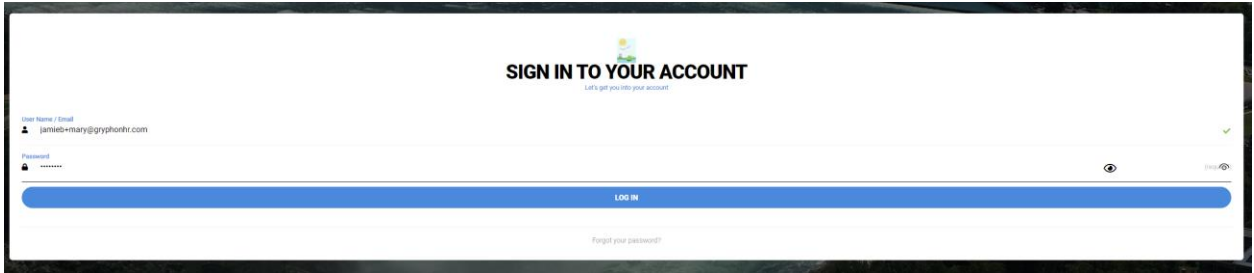 SIGN IN TO YOUR ACCOUNT
Let's get you into your account
User Name / Email
jamieb+mary@gryphonhr.com
Password
••••••••
LOG IN
Forgot your password?